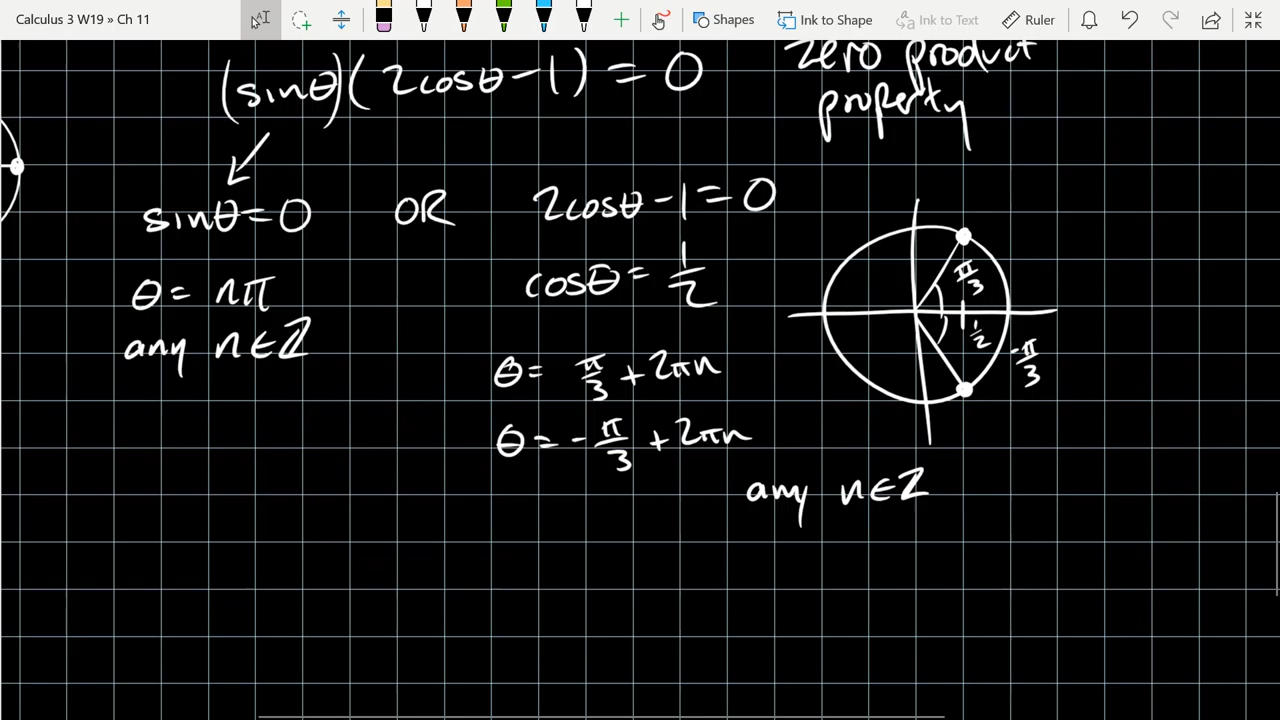 Calculus 3 W19 » Ch 11
Shapes
Ink to Shape
Ink to Text
Ruler
(sinθ)(2cosθ-1) = 0
zero product
property
sinθ=0 OR 2cosθ-1=0
θ= nπ
any n∈ℤ
cosθ= 1/2
θ= π/3 +2πn
θ= -π/3 +2πn
any n∈ℤ
π/3
1/2
-π/3